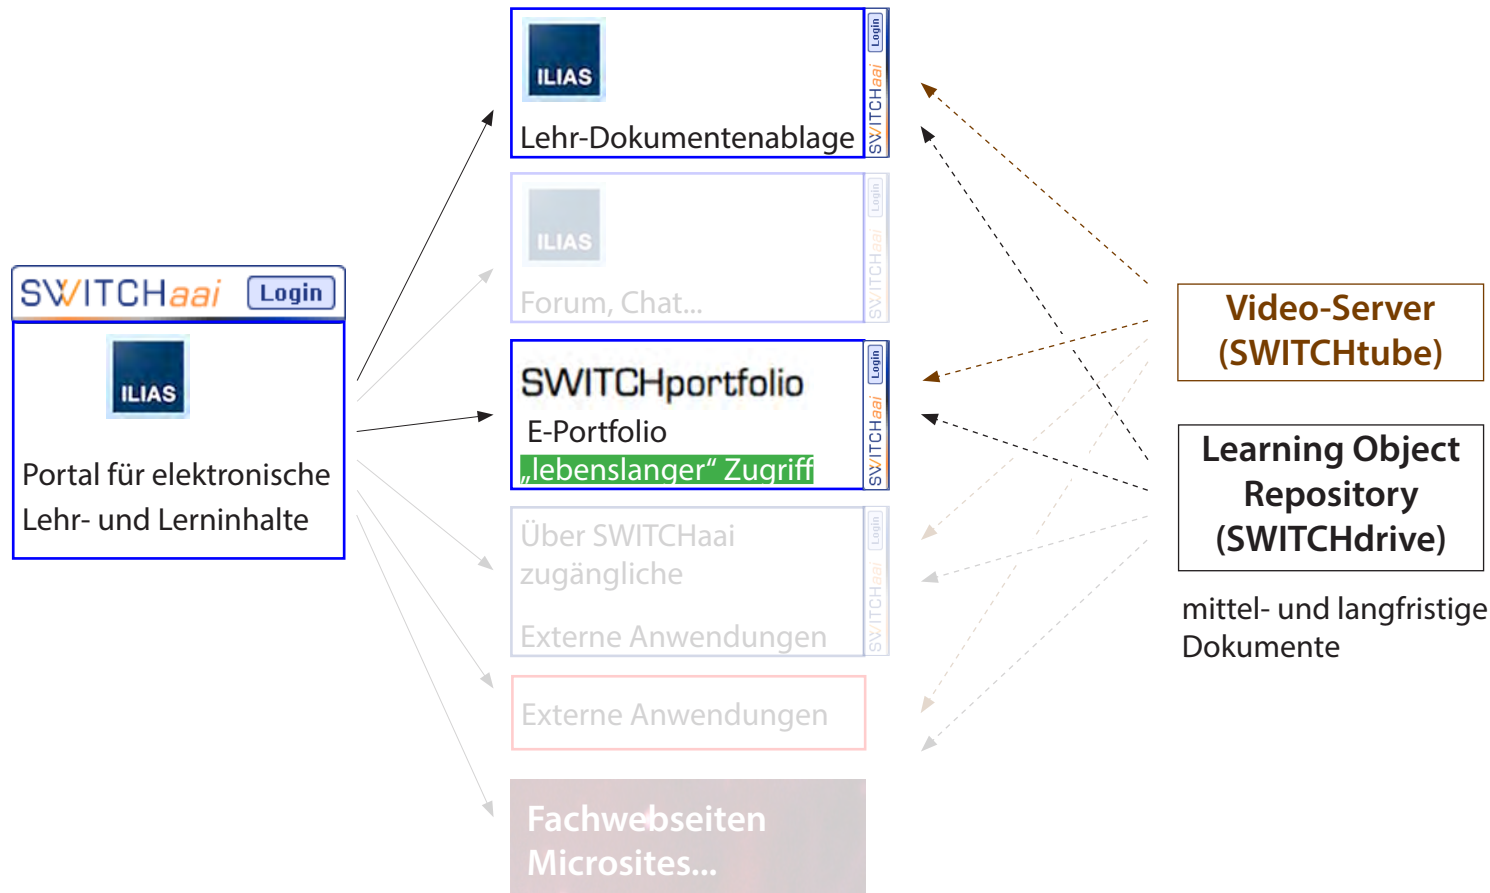 SWITCHaai Login
ILIAS
Portal für elektronische
Lehr- und Lerninhalte
ILIAS
Lehr-Dokumentenablage
SWITCHaai Login
ILIAS
Forum, Chat...
SWITCHaai Login
SWITCHportfolio
E-Portfolio
„lebenslanger“ Zugriff
SWITCHaai Login
Über SWITCHaai
zugängliche
Externe Anwendungen
SWITCHaai Login
Externe Anwendungen
Fachwebseiten
Microsites...
Video-Server
(SWITCHtube)
Learning Object
Repository
(SWITCHdrive)
mittel- und langfristige
Dokumente